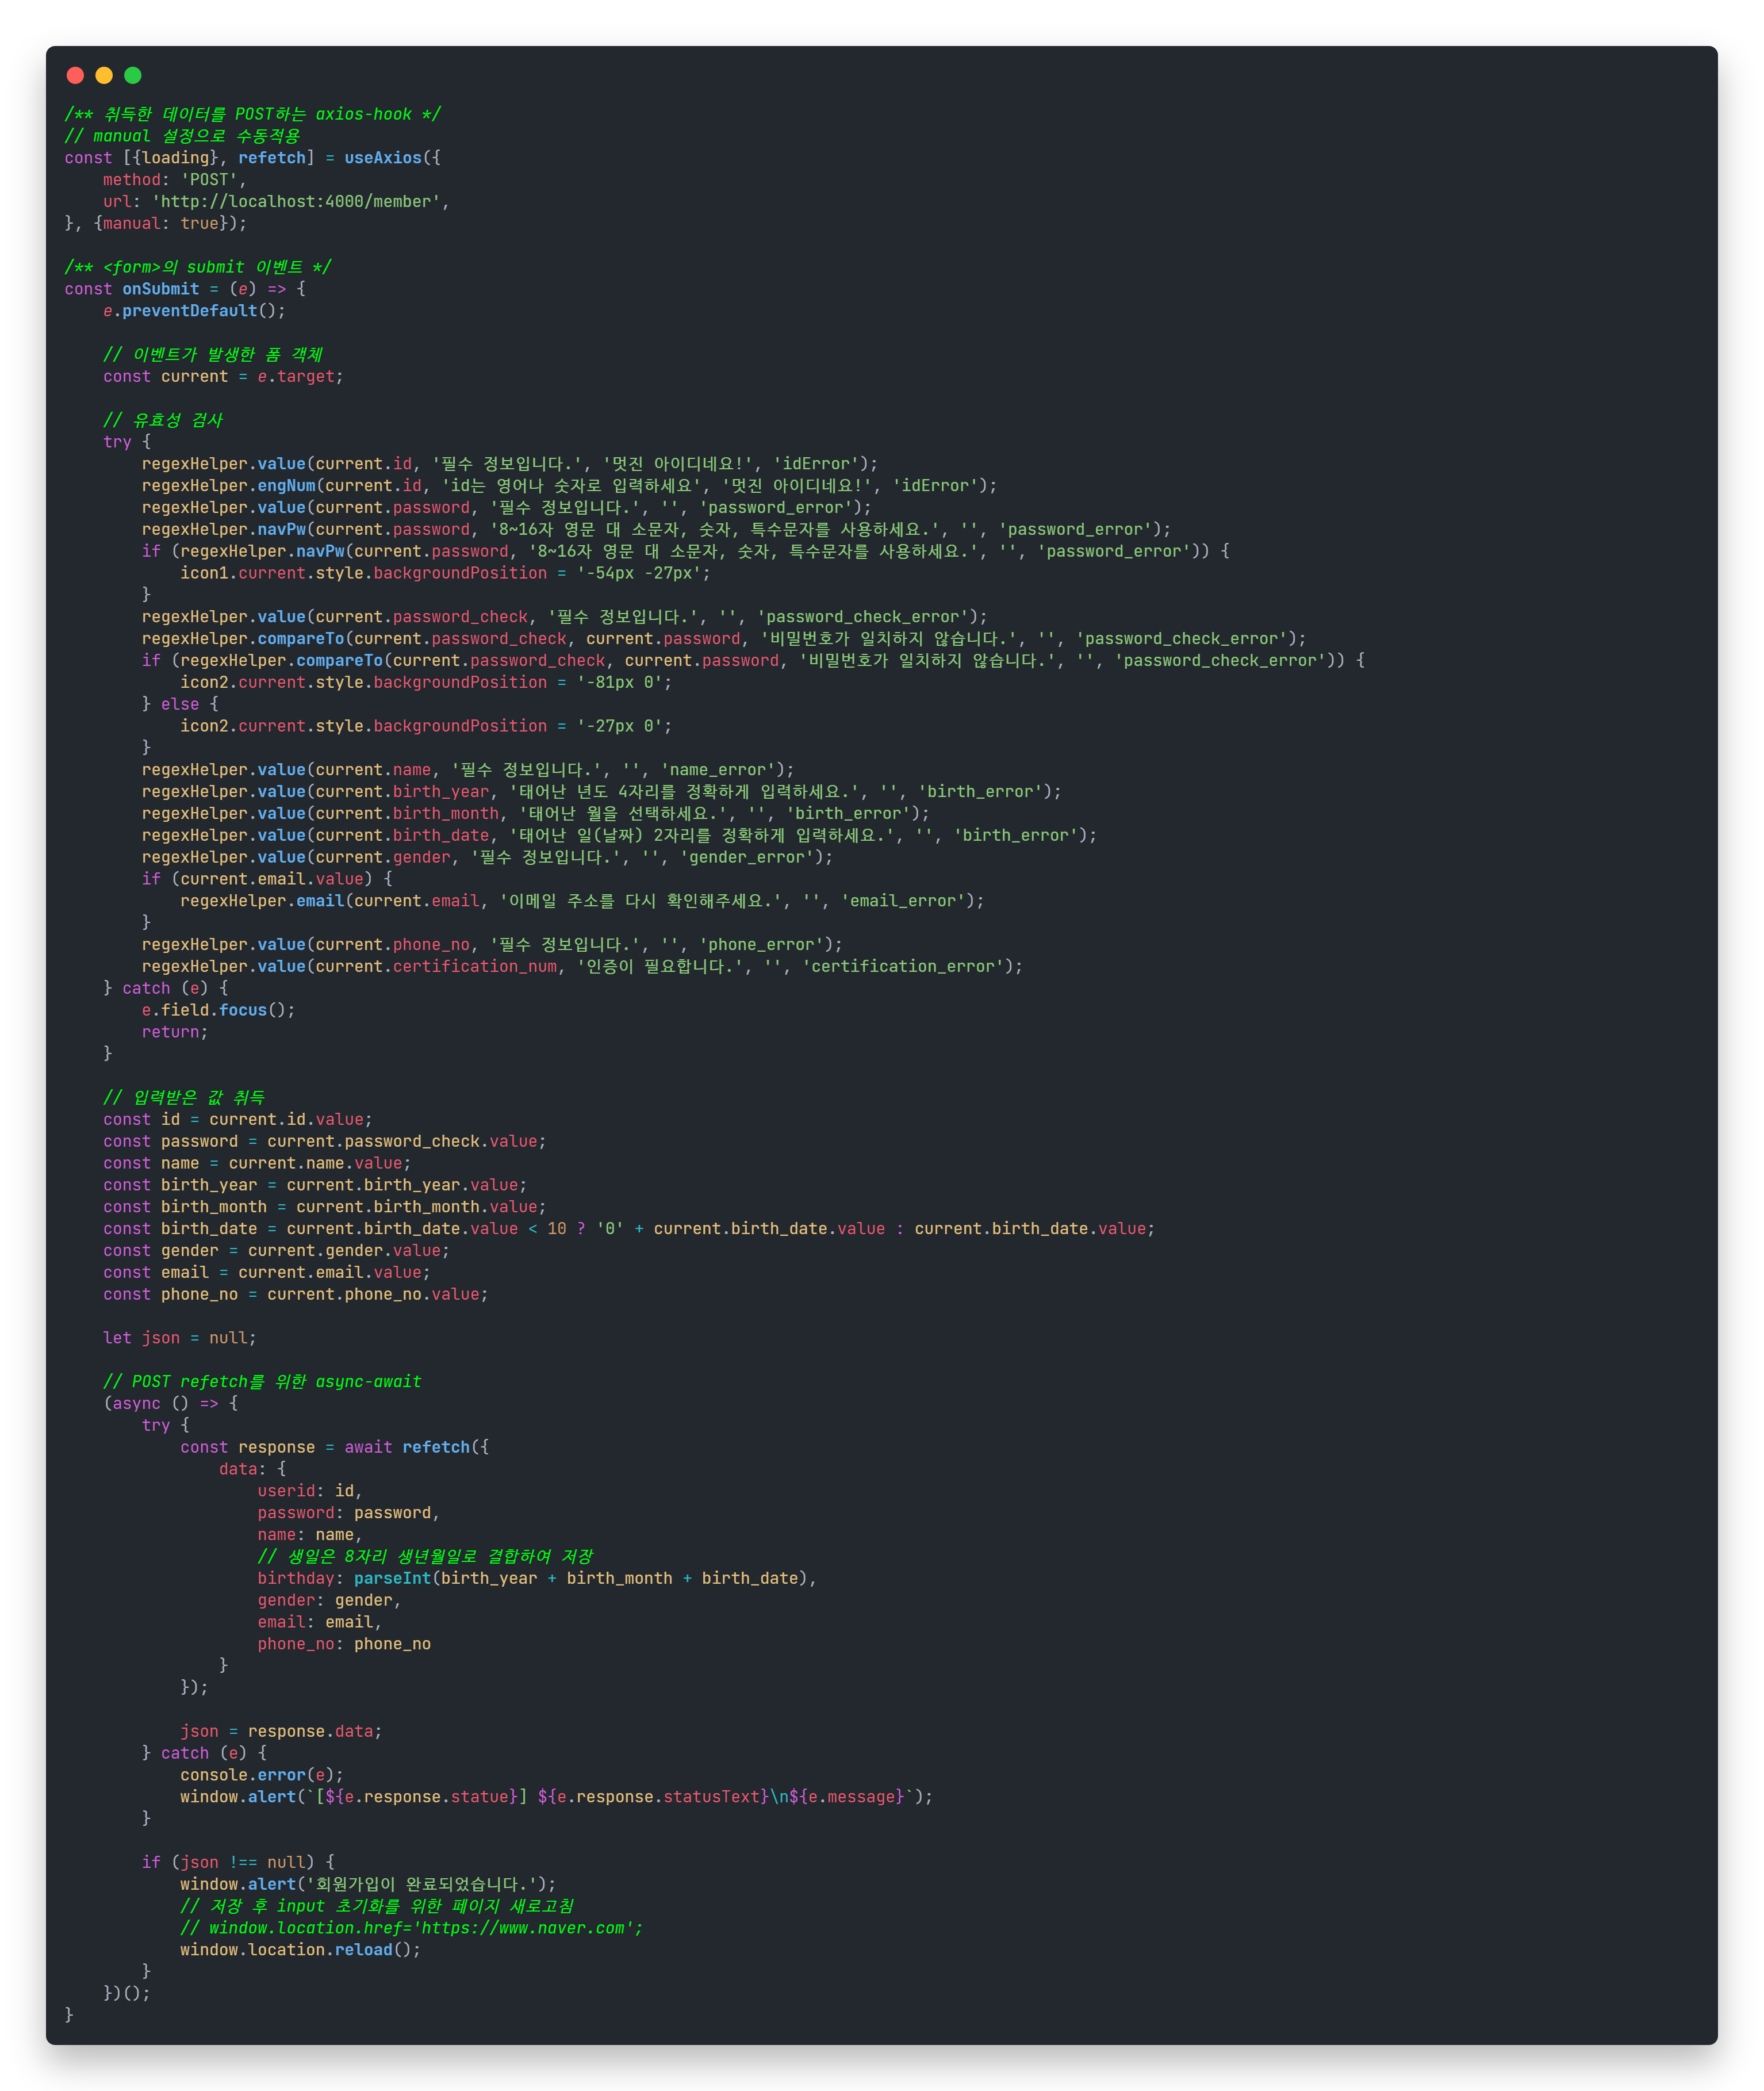 /** 취득한 데이터를 POST하는 axios-hook */
// manual 설정으로 수동적용
const [{loading}, refetch] = useAxios({
    method: 'POST',
    url: 'http://localhost:4000/member',
}, {manual: true});

/** <form>의 submit 이벤트 */
const onSubmit = (e) => {
    e.preventDefault();

    // 이벤트가 발생한 폼 객체
    const current = e.target;

    // 유효성 검사
    try {
        regexHelper.value(current.id, '필수 정보입니다.', '멋진 아이디네요!', 'idError');
        regexHelper.engNum(current.id, 'id는 영어나 숫자로 입력하세요', '멋진 아이디네요!', 'idError');
        regexHelper.value(current.password, '필수 정보입니다.', '', 'password_error');
        regexHelper.navPw(current.password, '8~16자 영문 대 소문자, 숫자, 특수문자를 사용하세요.', '', 'password_error');
        if (regexHelper.navPw(current.password, '8~16자 영문 대 소문자, 숫자, 특수문자를 사용하세요.', '', 'password_error')) {
            icon1.current.style.backgroundPosition = '-54px -27px';
        }
        regexHelper.value(current.password_check, '필수 정보입니다.', '', 'password_check_error');
        regexHelper.compareTo(current.password_check, current.password, '비밀번호가 일치하지 않습니다.', '', 'password_check_error');
        if (regexHelper.compareTo(current.password_check, current.password, '비밀번호가 일치하지 않습니다.', '', 'password_check_error')) {
            icon2.current.style.backgroundPosition = '-81px 0';
        } else {
            icon2.current.style.backgroundPosition = '-27px 0';
        }
        regexHelper.value(current.name, '필수 정보입니다.', '', 'name_error');
        regexHelper.value(current.birth_year, '태어난 년도 4자리를 정확하게 입력하세요.', '', 'birth_error');
        regexHelper.value(current.birth_month, '태어난 월을 선택하세요.', '', 'birth_error');
        regexHelper.value(current.birth_date, '태어난 일(날짜) 2자리를 정확하게 입력하세요.', '', 'birth_error');
        regexHelper.value(current.gender, '필수 정보입니다.', '', 'gender_error');
        if (current.email.value) {
            regexHelper.email(current.email, '이메일 주소를 다시 확인해주세요.', '', 'email_error');
        }
        regexHelper.value(current.phone_no, '필수 정보입니다.', '', 'phone_error');
        regexHelper.value(current.certification_num, '인증이 필요합니다.', '', 'certification_error');
    } catch (e) {
        e.field.focus();
        return;
    }

    // 입력받은 값 취득
    const id = current.id.value;
    const password = current.password_check.value;
    const name = current.name.value;
    const birth_year = current.birth_year.value;
    const birth_month = current.birth_month.value;
    const birth_date = current.birth_date.value < 10 ? '0' + current.birth_date.value : current.birth_date.value;
    const gender = current.gender.value;
    const email = current.email.value;
    const phone_no = current.phone_no.value;

    let json = null;

    // POST refetch를 위한 async-await
    (async () => {
        try {
            const response = await refetch({
                data: {
                    userid: id,
                    password: password,
                    name: name,
                    // 생일은 8자리 생년월일로 결합하여 저장
                    birthday: parseInt(birth_year + birth_month + birth_date),
                    gender: gender,
                    email: email,
                    phone_no: phone_no
                }
            });

            json = response.data;
        } catch (e) {
            console.error(e);
            window.alert(`[${e.response.statue}] ${e.response.statusText}\n${e.message}`);
        }

        if (json !== null) {
            window.alert('회원가입이 완료되었습니다.');
            // 저장 후 input 초기화를 위한 페이지 새로고침
            // window.location.href='https://www.naver.com';
            window.location.reload();
        }
    })();
}